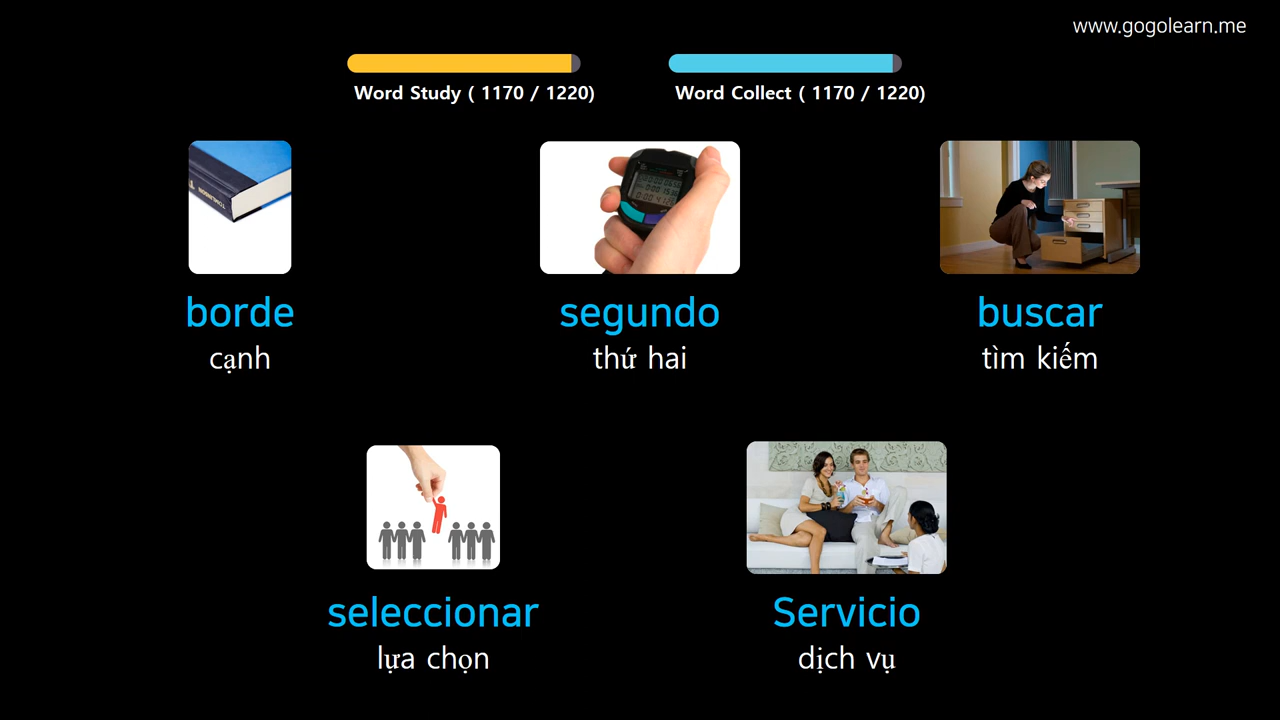 www.gogolearn.me
Word Study ( 1170 / 1220)
Word Collect ( 1170 / 1220)
TOMLINSON
borde
cạnh
segundo
thứ hai
buscar
tìm kiếm
seleccionar
lựa chọn
Servicio
dịch vụ